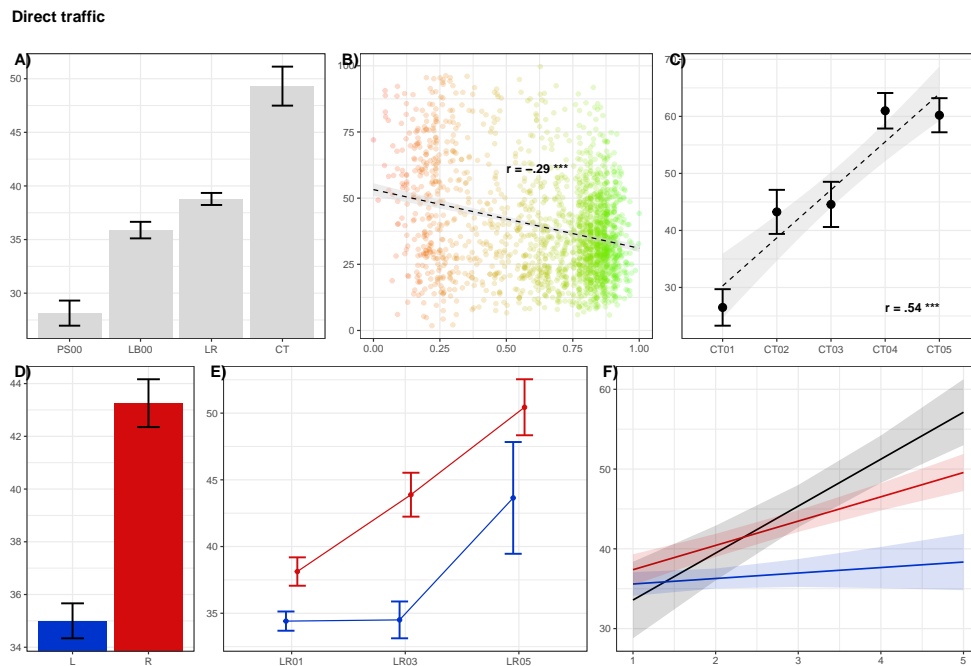 Direct traffic
A)
50
45
40
35
30
PS00 LB00 LR CT
B)
100
75
50
25
0
r = −.29 ***
0.00 0.25 0.50 0.75 1.00
C)
70
60
50
40
30
r = .54 ***
CT01 CT02 CT03 CT04 CT05
D)
44
42
40
38
36
34
L R
E)
50
45
40
35
LR01 LR03 LR05
F)
60
50
40
30
1 2 3 4 5